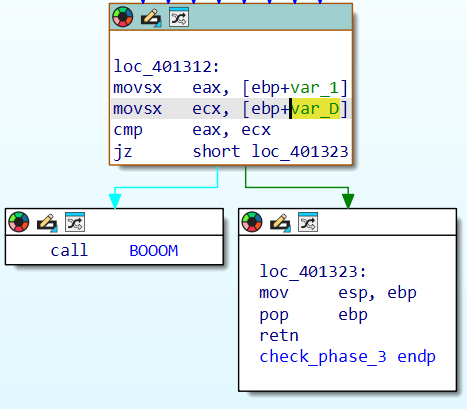 loc_401312:
movsx eax, [ebp+var_1]
movsx ecx, [ebp+var_D]
cmp eax, ecx
jz short loc_401323
call BOOOM
loc_401323:
mov esp, ebp
pop ebp
retn
check_phase_3 endp